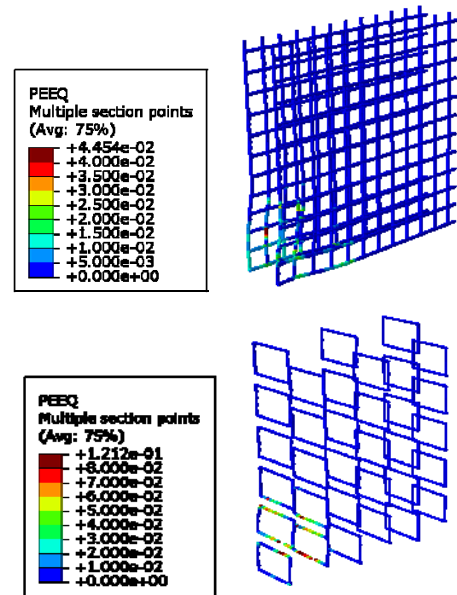 PEEQ
Multiple section points
(Avg: 75%)
+4.454e-02
+4.000e-02
+3.500e-02
+3.000e-02
+2.500e-02
+2.000e-02
+1.500e-02
+1.000e-02
+5.000e-03
+0.000e+00
PEEQ
Multiple section points
(Avg: 75%)
+1.212e-01
+8.000e-02
+7.000e-02
+6.000e-02
+5.000e-02
+4.000e-02
+3.000e-02
+2.000e-02
+1.000e-02
+0.000e+00